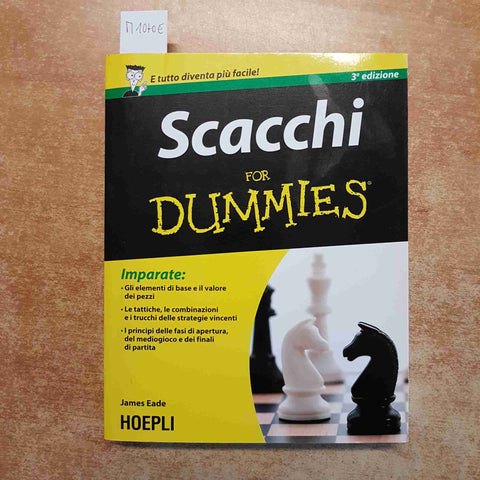 E tutto diventa più facile!
3ª edizione
Scacchi
FOR
DUMMIES®
Imparate:
• Gli elementi di base e il valore
dei pezzi
• Le tattiche, le combinazioni
e i trucchi delle strategie vincenti
• I principi delle fasi di apertura,
del mediogioco e dei finali
di partita
James Eade
HOEPLI